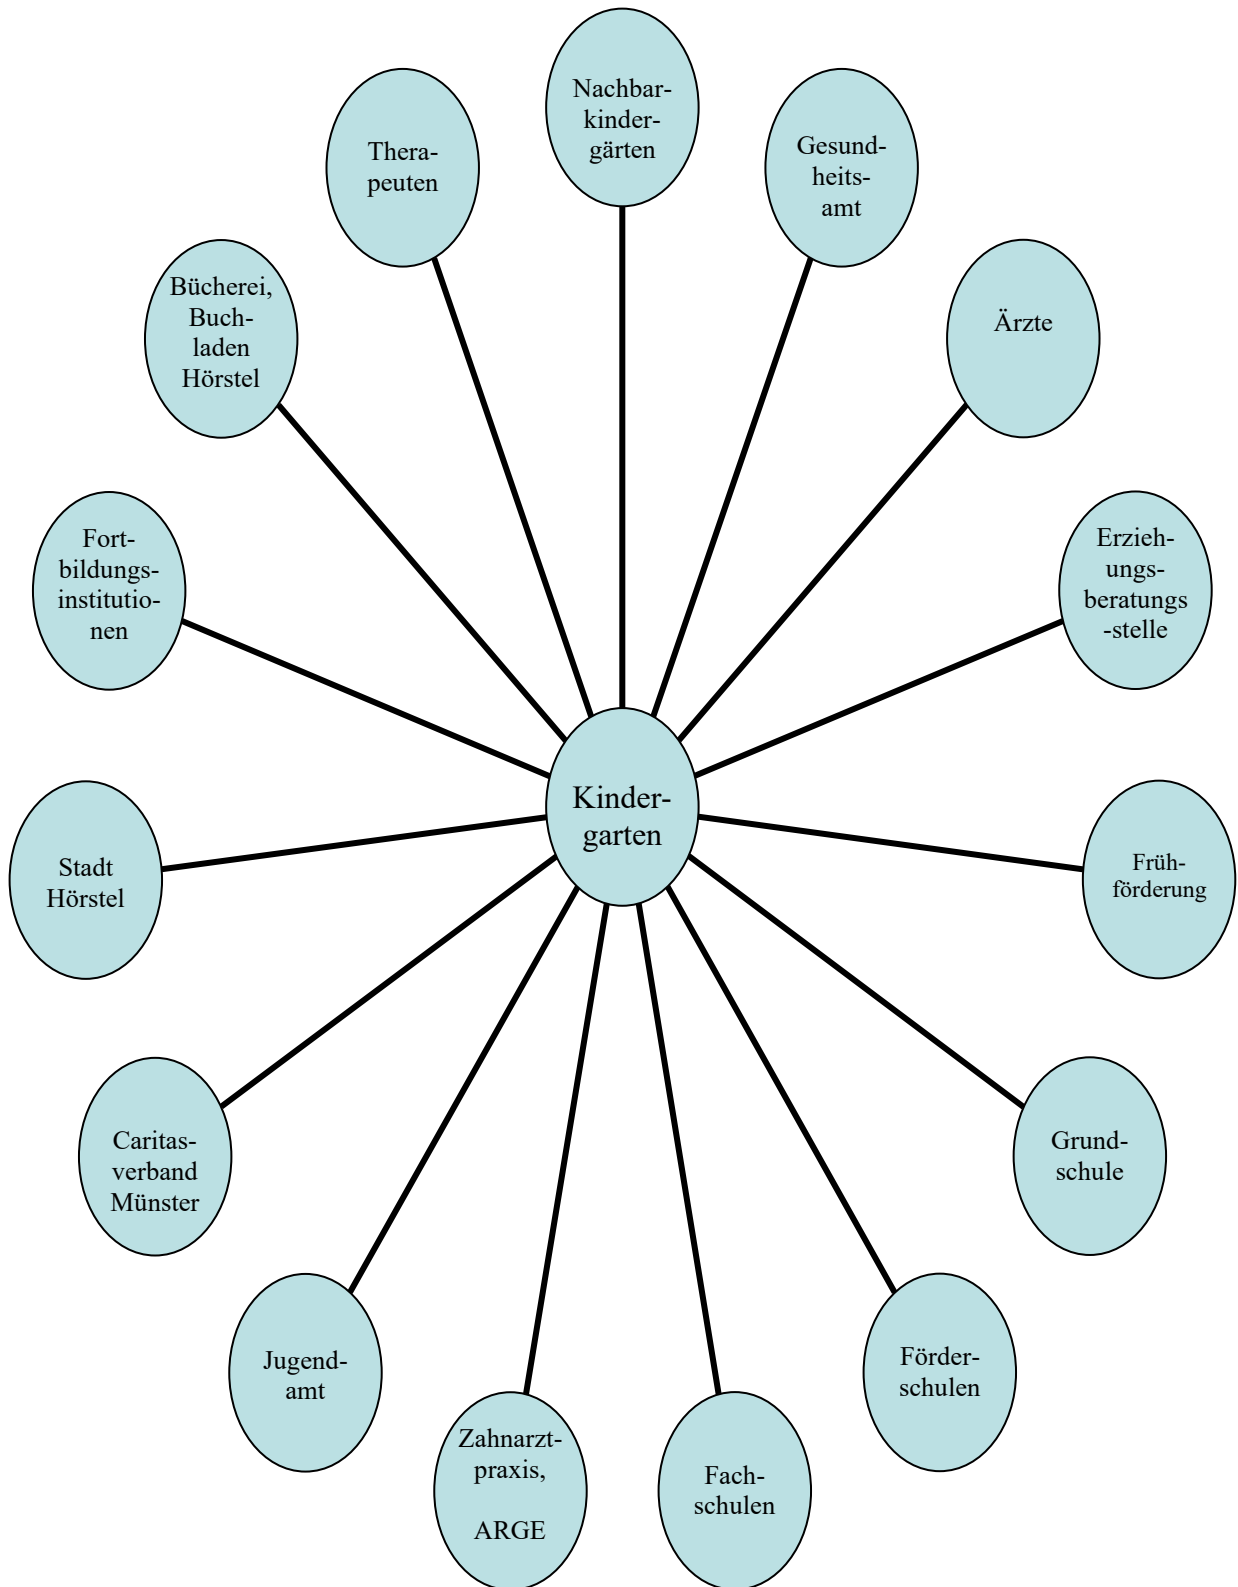 Nachbar-
kinder-
gärten
Gesund-
heits-
amt
Ärzte
Erzieh-
ungs-
beratungs
-stelle
Früh-
förderung
Grund-
schule
Förder-
schulen
Fach-
schulen
Zahnarzt-
praxis,
ARGE
Jugend-
amt
Caritas-
verband
Münster
Stadt
Hörstel
Fort-
bildungs-
institutio-
nen
Bücherei,
Buch-
laden
Hörstel
Thera-
peuten
Kinder-
garten